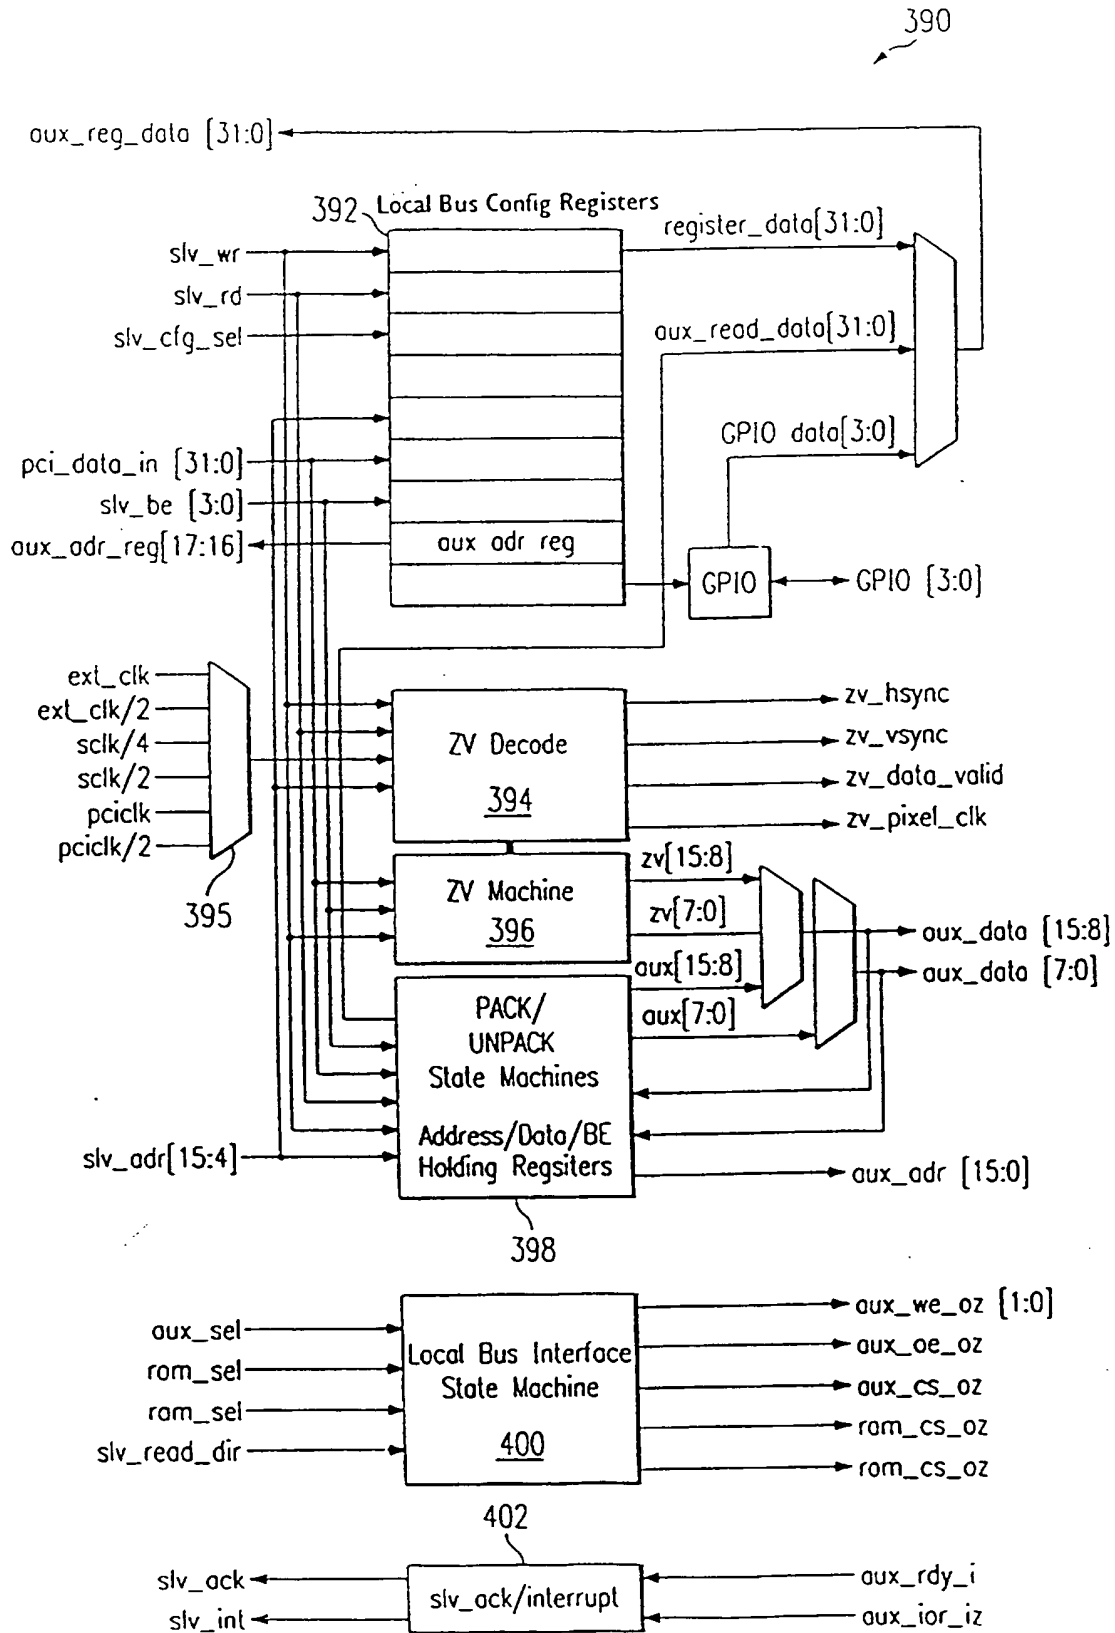 390
aux_reg_data [31:0]
392
Local Bus Config Registers
register_data[31:0]
slv_wr
slv_rd
slv_cfg_sel
aux_read_data[31:0]
GPIO data[3:0]
pci_data_in [31:0]
slv_be [3:0]
aux_adr_reg[17:16]
aux adr reg
GPIO
GPIO [3:0]
ext_clk
ext_clk/2
sclk/4
sclk/2
pciclk
pciclk/2
395
ZV Decode
394
zv_hsync
zv_vsync
zv_data_valid
zv_pixel_clk
ZV Machine
396
zv[15:8]
zv[7:0]
aux[15:8]
aux[7:0]
aux_data [15:8]
aux_data [7:0]
PACK/
UNPACK
State Machines
Address/Data/BE
Holding Regsiters
slv_adr[15:4]
aux_adr [15:0]
398
aux_sel
rom_sel
ram_sel
slv_read_dir
Local Bus Interface
State Machine
400
aux_we_oz [1:0]
aux_oe_oz
aux_cs_oz
ram_cs_oz
rom_cs_oz
402
slv_ack
slv_int
slv_ack/interrupt
aux_rdy_i
aux_ior_iz